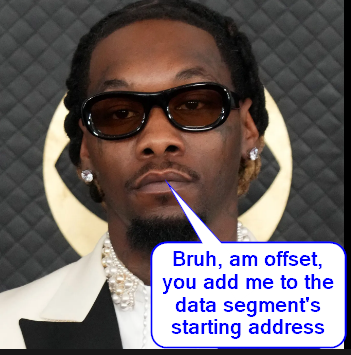 Bruh, am offset,
you add me to the
data segment's
starting address